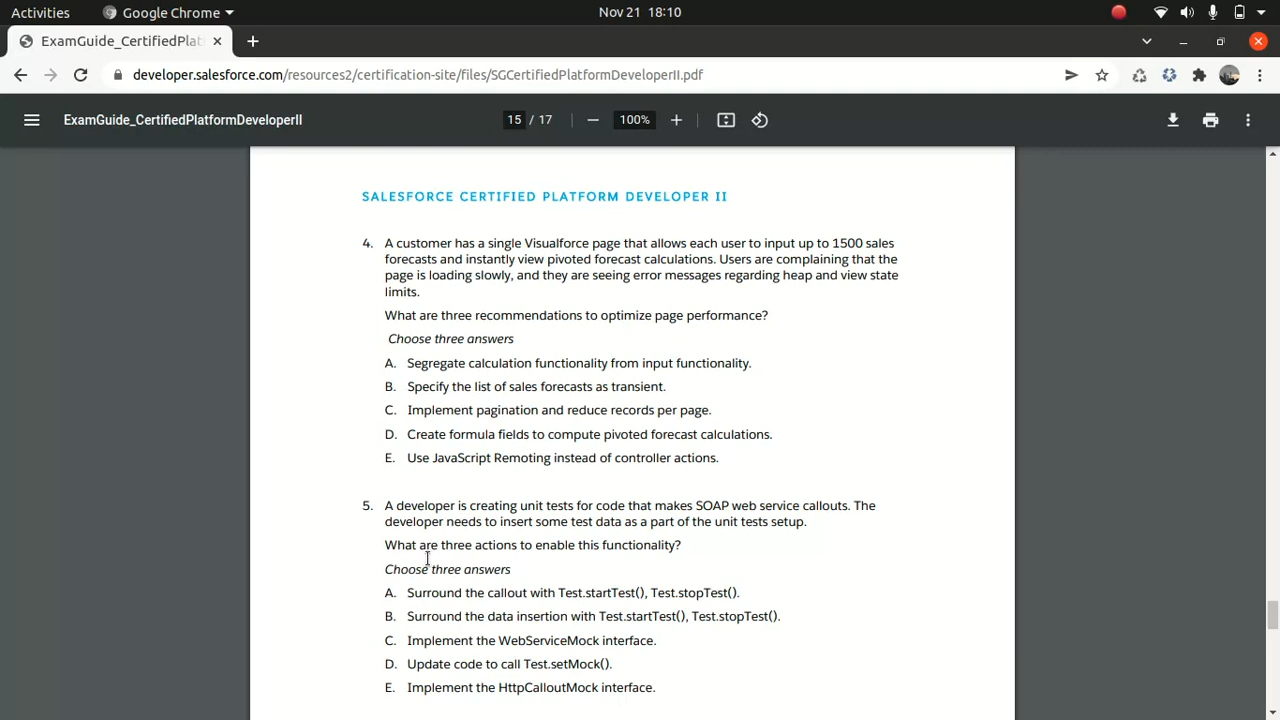 Activities
Google Chrome
Nov 21 18:10
ExamGuide_CertifiedPlat
developer.salesforce.com/resources2/certification-site/files/SGCertifiedPlatformDeveloperII.pdf
ExamGuide_CertifiedPlatformDeveloperII
15 / 17
100%
SALESFORCE CERTIFIED PLATFORM DEVELOPER II
4. A customer has a single Visualforce page that allows each user to input up to 1500 sales
forecasts and instantly view pivoted forecast calculations. Users are complaining that the
page is loading slowly, and they are seeing error messages regarding heap and view state
limits.
What are three recommendations to optimize page performance?
Choose three answers
A. Segregate calculation functionality from input functionality.
B. Specify the list of sales forecasts as transient.
C. Implement pagination and reduce records per page.
D. Create formula fields to compute pivoted forecast calculations.
E. Use JavaScript Remoting instead of controller actions.
5. A developer is creating unit tests for code that makes SOAP web service callouts. The
developer needs to insert some test data as a part of the unit tests setup.
What are three actions to enable this functionality?
Choose three answers
A. Surround the callout with Test.startTest(), Test.stopTest().
B. Surround the data insertion with Test.startTest(), Test.stopTest().
C. Implement the WebServiceMock interface.
D. Update code to call Test.setMock().
E. Implement the HttpCalloutMock interface.